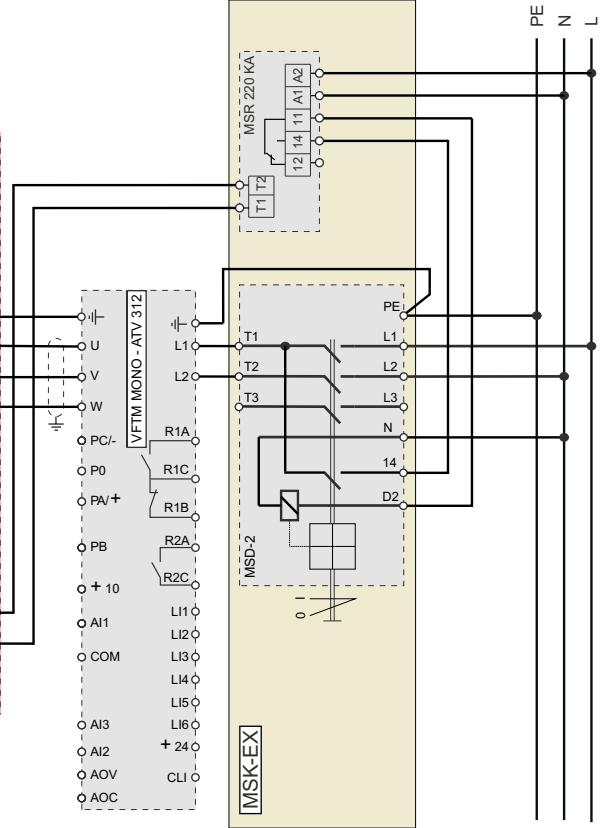 PE
N
L
MSR 220 KA
A2
A1
11
14
12
T2
T1
VFTM MONO - ATV 312
U
V
W
PC/-
P0
PA/+
PB
+ 10
AI1
COM
AI3
AI2
AOV
AOC
L1
L2
R1A
R1C
R1B
R2A
R2C
LI1
LI2
LI3
LI4
LI5
LI6
+ 24
CLI
T1
T2
T3
PE
L1
L2
L3
N
14
D2
MSD-2
0 I
MSK-EX